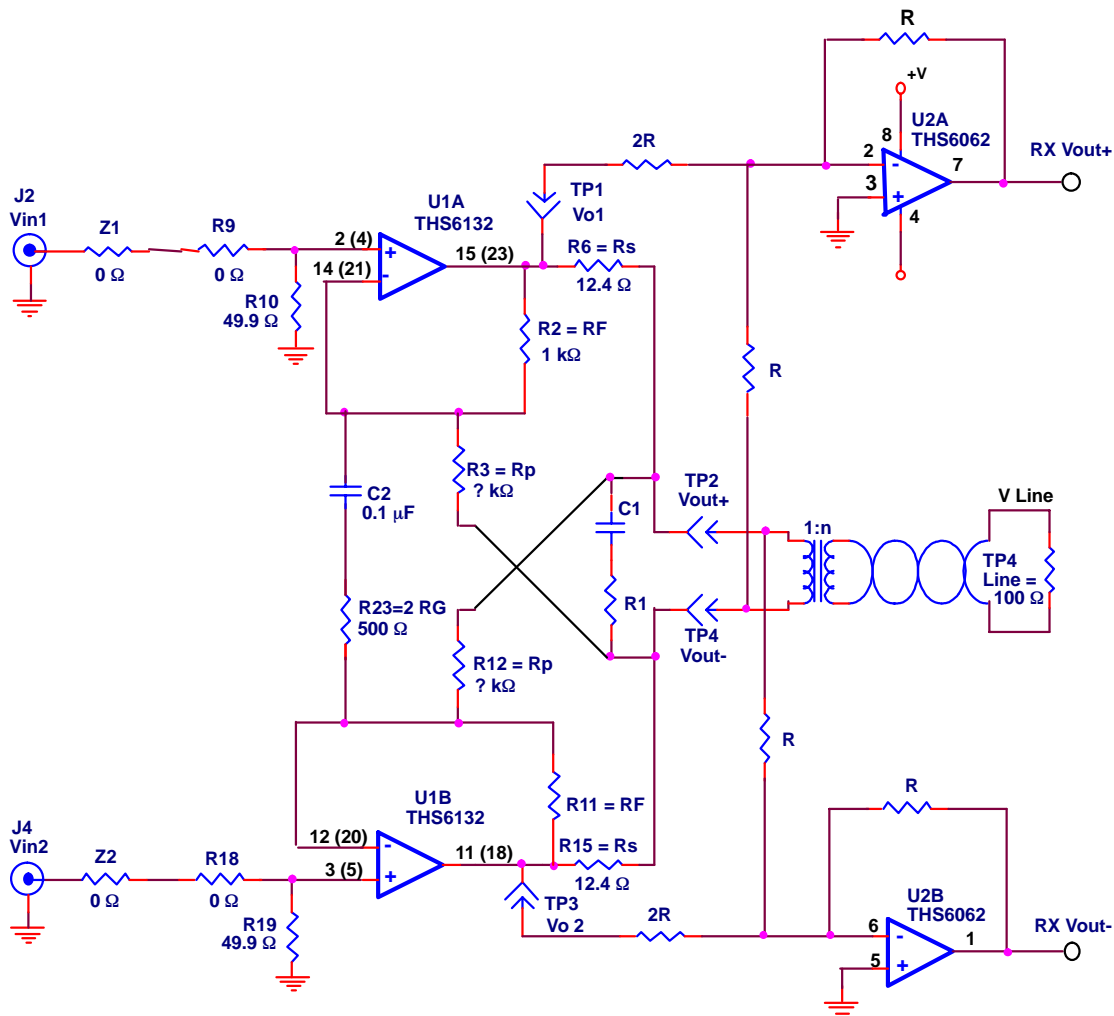 R
+V
U2A
THS6062
8
2
3
7
4
RX Vout+
2R
TP1
Vo1
J2
Vin1
Z1
0 Ω
R9
0 Ω
U1A
THS6132
2 (4)
14 (21)
15 (23)
R6 = Rs
12.4 Ω
R10
49.9 Ω
R2 = RF
1 kΩ
R
R3 = Rp
? kΩ
C2
0.1 µF
C1
TP2
Vout+
V Line
1:n
TP4
Line =
100 Ω
R23=2 RG
500 Ω
R1
TP4
Vout-
R12 = Rp
? kΩ
R
R
U1B
THS6132
R11 = RF
J4
Vin2
Z2
0 Ω
R18
0 Ω
12 (20)
3 (5)
11 (18)
R15 = Rs
12.4 Ω
R19
49.9 Ω
TP3
Vo 2
2R
U2B
THS6062
6
5
1
RX Vout-